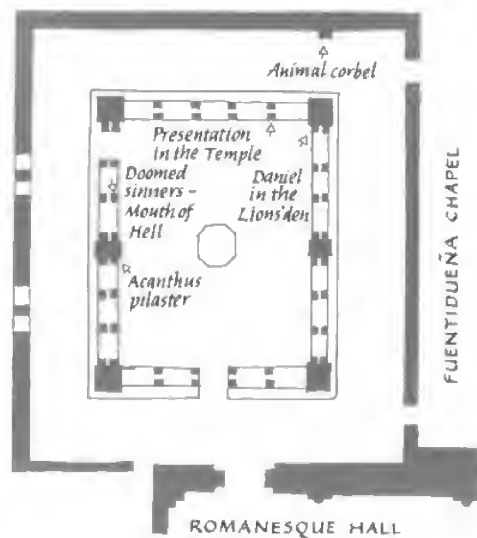 Animal corbel
Presentation
in the Temple
Doomed
sinners –
Mouth of
Hell
Daniel
in the
Lions'den
Acanthus
pilaster
FUENTIDUEÑA CHAPEL
ROMANESQUE HALL